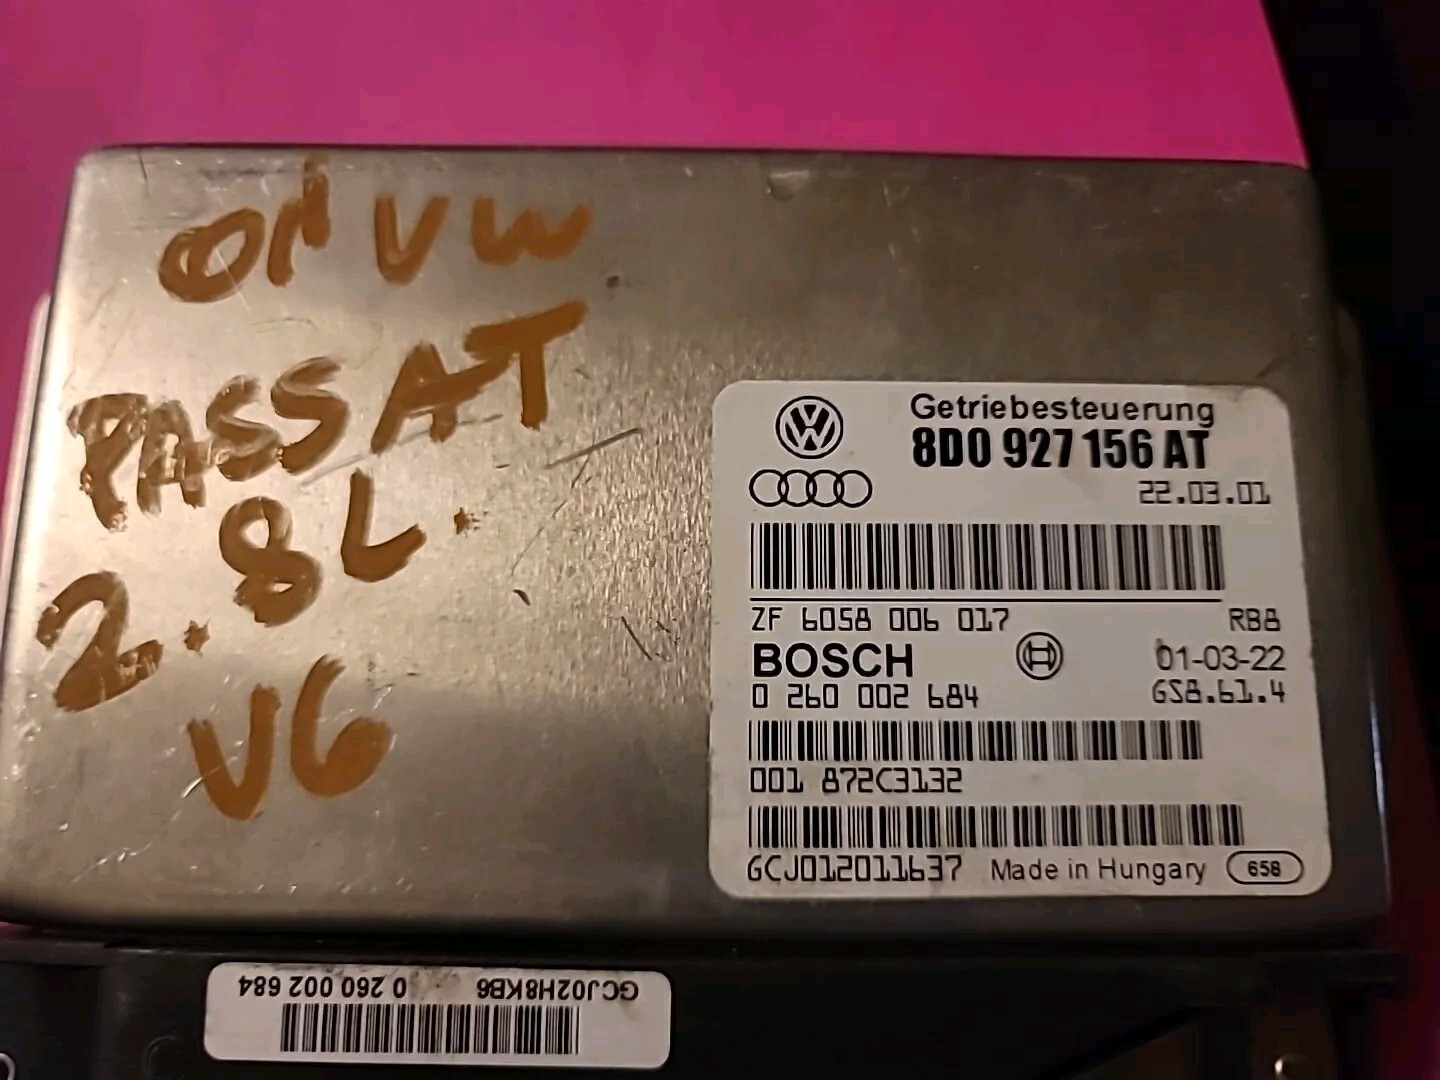 01 VW
PASSAT
2.8L.
V6
Getriebesteuerung
8D0 927 156 AT
22.03.01
ZF 6058 006 017 RB8
BOSCH 01-03-22
0 260 002 684 GS8.61.4
001 872C3132
GCJ012011637 Made in Hungary 658
GCJ02H8KB6 0 260 002 684